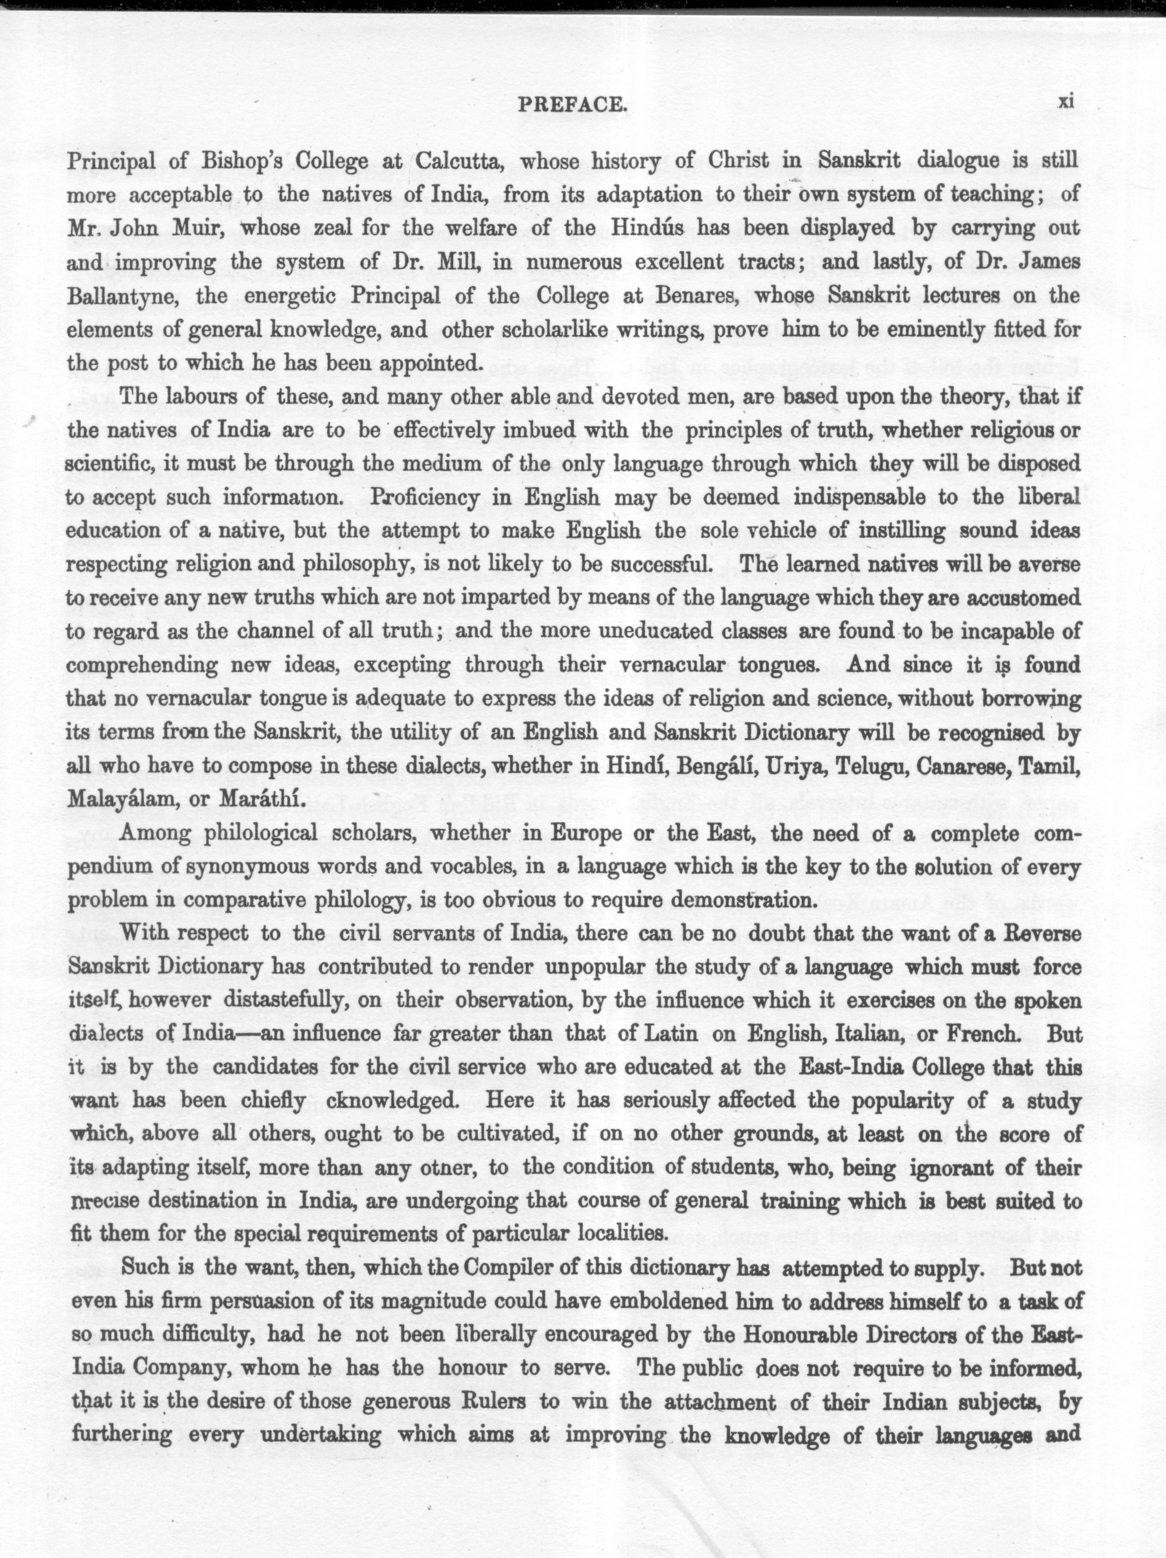 PREFACE. xi
Principal of Bishop's College at Calcutta, whose history of Christ in Sanskrit dialogue is still
more acceptable to the natives of India, from its adaptation to their own system of teaching; of
Mr. John Muir, whose zeal for the welfare of the Hindús has been displayed by carrying out
and improving the system of Dr. Mill, in numerous excellent tracts; and lastly, of Dr. James
Ballantyne, the energetic Principal of the College at Benares, whose Sanskrit lectures on the
elements of general knowledge, and other scholarlike writings, prove him to be eminently fitted for
the post to which he has been appointed.
The labours of these, and many other able and devoted men, are based upon the theory, that if
the natives of India are to be effectively imbued with the principles of truth, whether religious or
scientific, it must be through the medium of the only language through which they will be disposed
to accept such information. Proficiency in English may be deemed indispensable to the liberal
education of a native, but the attempt to make English the sole vehicle of instilling sound ideas
respecting religion and philosophy, is not likely to be successful. The learned natives will be averse
to receive any new truths which are not imparted by means of the language which they are accustomed
to regard as the channel of all truth; and the more uneducated classes are found to be incapable of
comprehending new ideas, excepting through their vernacular tongues. And since it is found
that no vernacular tongue is adequate to express the ideas of religion and science, without borrowing
its terms from the Sanskrit, the utility of an English and Sanskrit Dictionary will be recognised by
all who have to compose in these dialects, whether in Hindí, Bengálí, Uriya, Telugu, Canarese, Tamil,
Malayálam, or Maráthí.
Among philological scholars, whether in Europe or the East, the need of a complete com-
pendium of synonymous words and vocables, in a language which is the key to the solution of every
problem in comparative philology, is too obvious to require demonstration.
With respect to the civil servants of India, there can be no doubt that the want of a Reverse
Sanskrit Dictionary has contributed to render unpopular the study of a language which must force
itself, however distastefully, on their observation, by the influence which it exercises on the spoken
dialects of India—an influence far greater than that of Latin on English, Italian, or French. But
it is by the candidates for the civil service who are educated at the East-India College that this
want has been chiefly cknowledged. Here it has seriously affected the popularity of a study
which, above all others, ought to be cultivated, if on no other grounds, at least on the score of
its adapting itself, more than any other, to the condition of students, who, being ignorant of their
precise destination in India, are undergoing that course of general training which is best suited to
fit them for the special requirements of particular localities.
Such is the want, then, which the Compiler of this dictionary has attempted to supply. But not
even his firm persuasion of its magnitude could have emboldened him to address himself to a task of
so much difficulty, had he not been liberally encouraged by the Honourable Directors of the East-
India Company, whom he has the honour to serve. The public does not require to be informed,
that it is the desire of those generous Rulers to win the attachment of their Indian subjects, by
furthering every undertaking which aims at improving the knowledge of their languages and